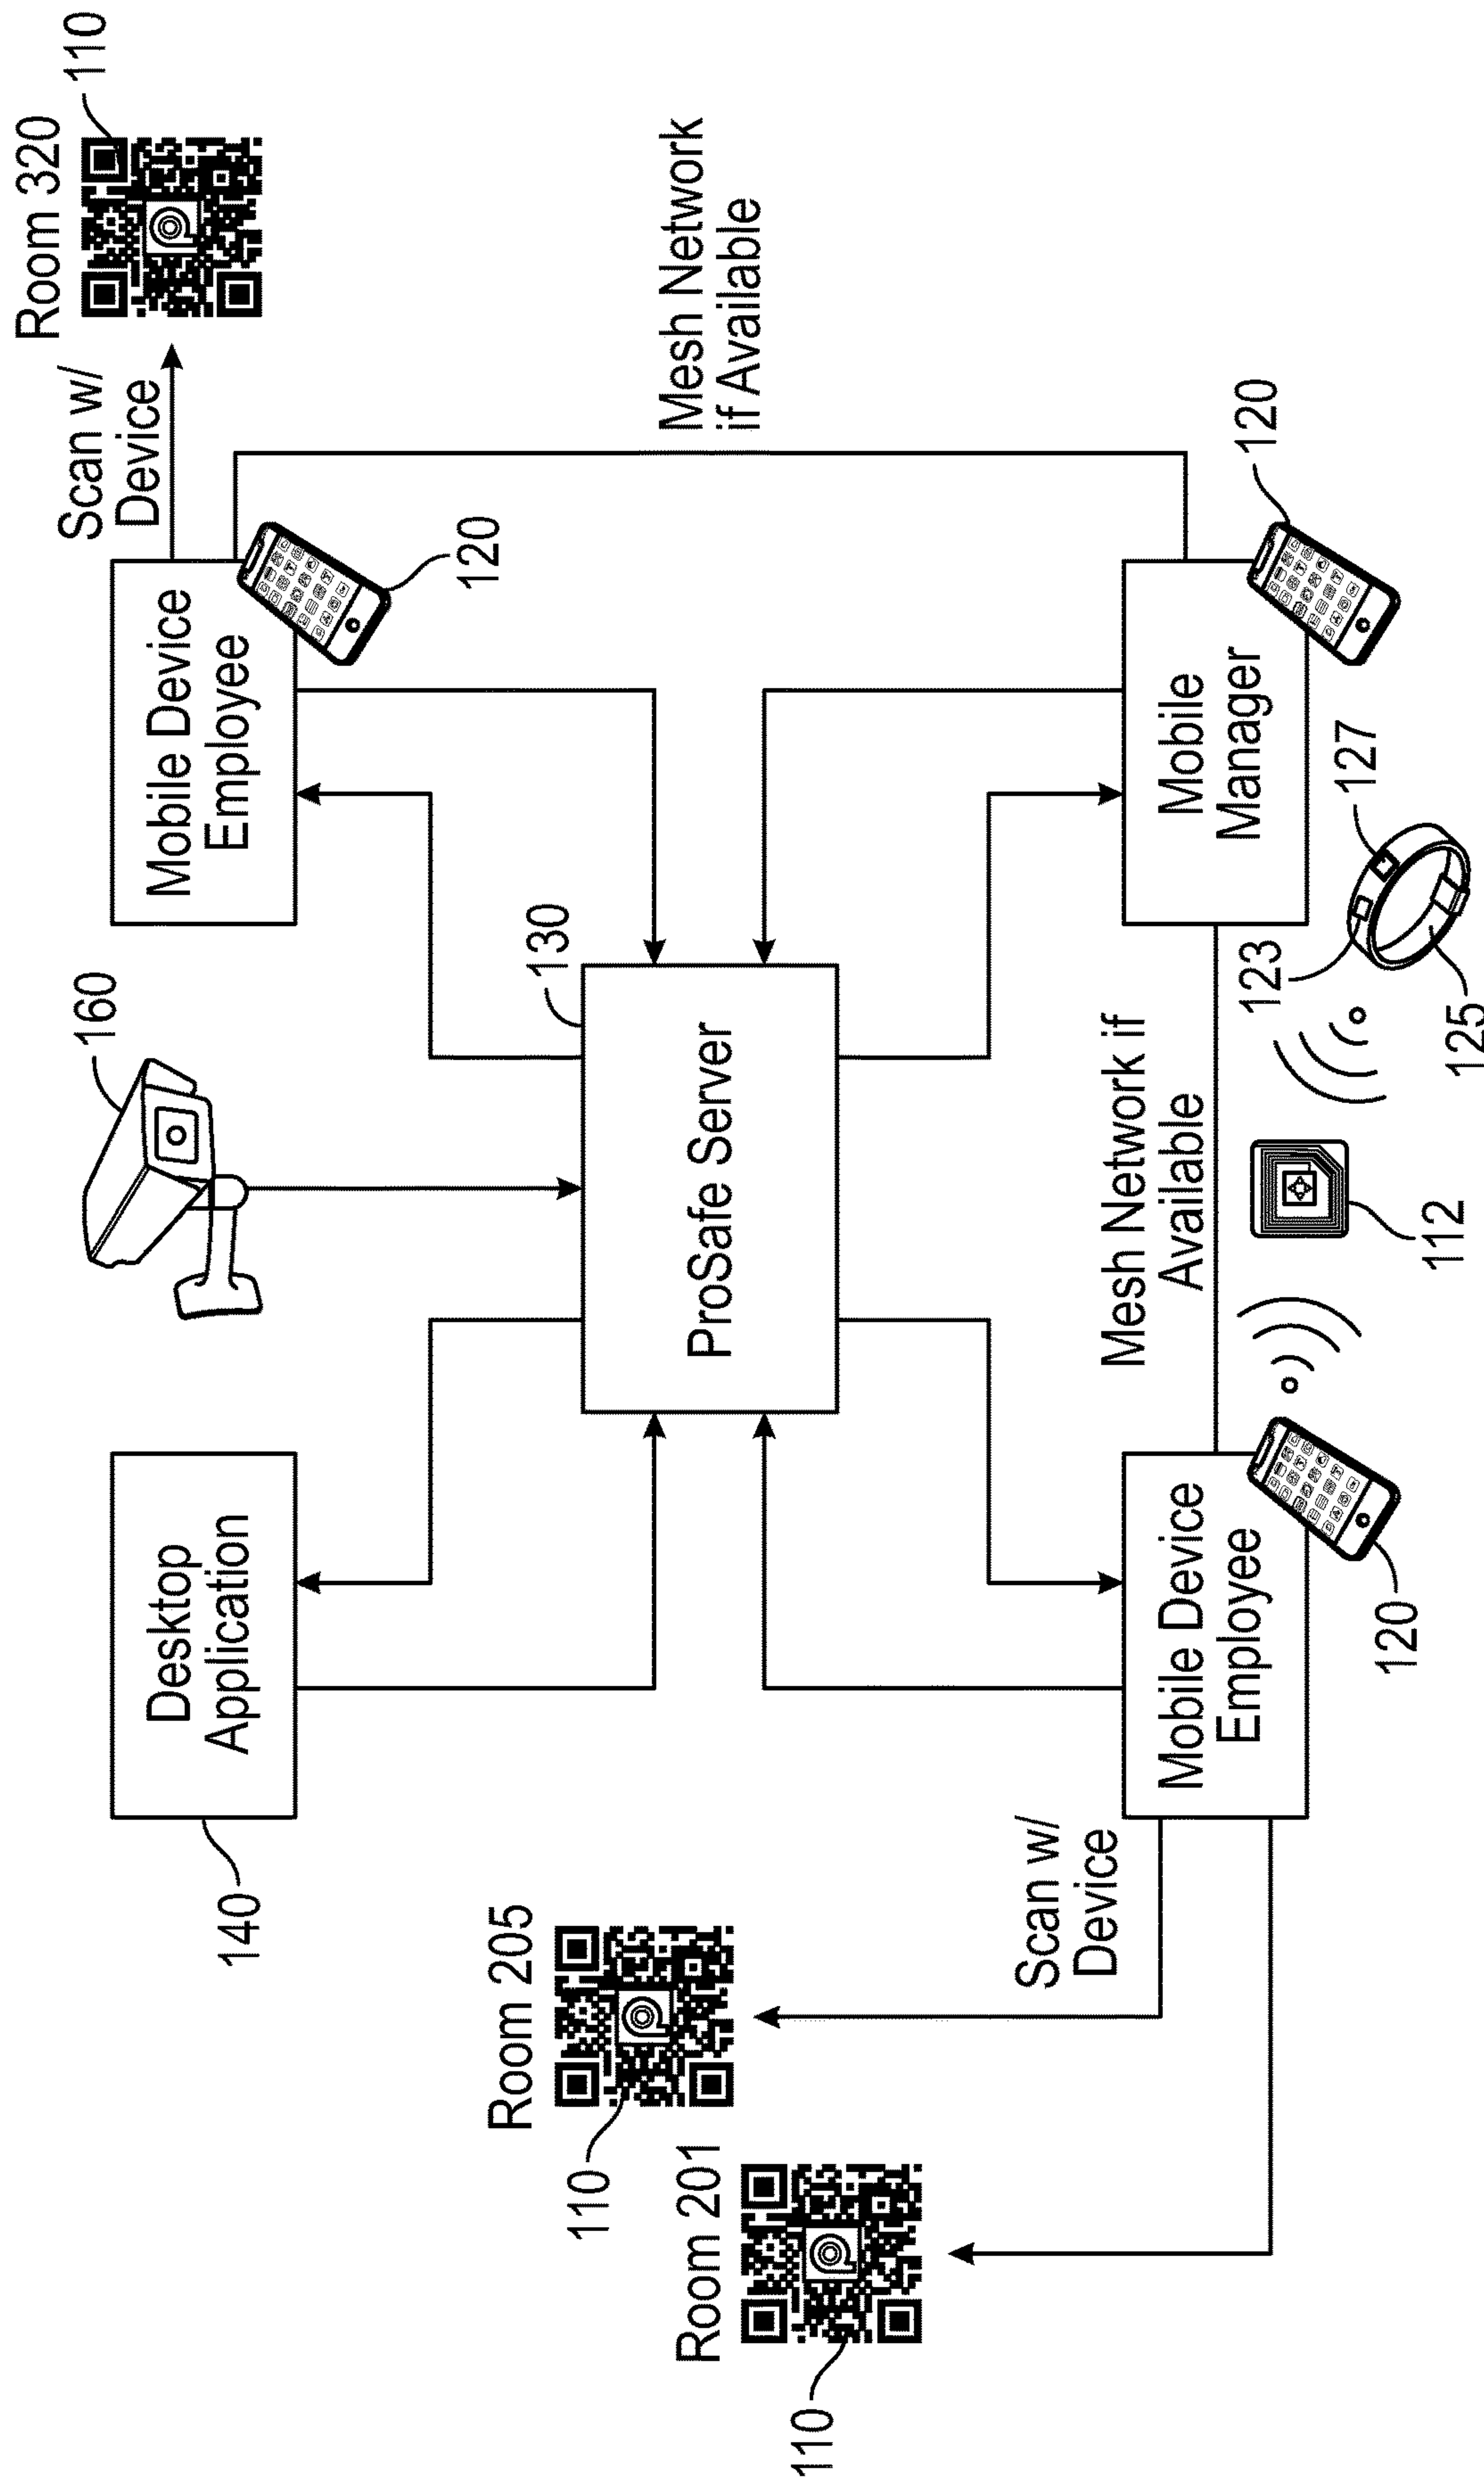 Desktop
Application
140
160
Mobile Device
Employee
120
Scan w/
Device
Room 320
110
Room 205
110
Room 201
110
ProSafe Server
130
Mesh Network
if Available
Scan w/
Device
Mobile Device
Employee
120
Mesh Network if
Available
112
Mobile
Manager
120
123
127
125